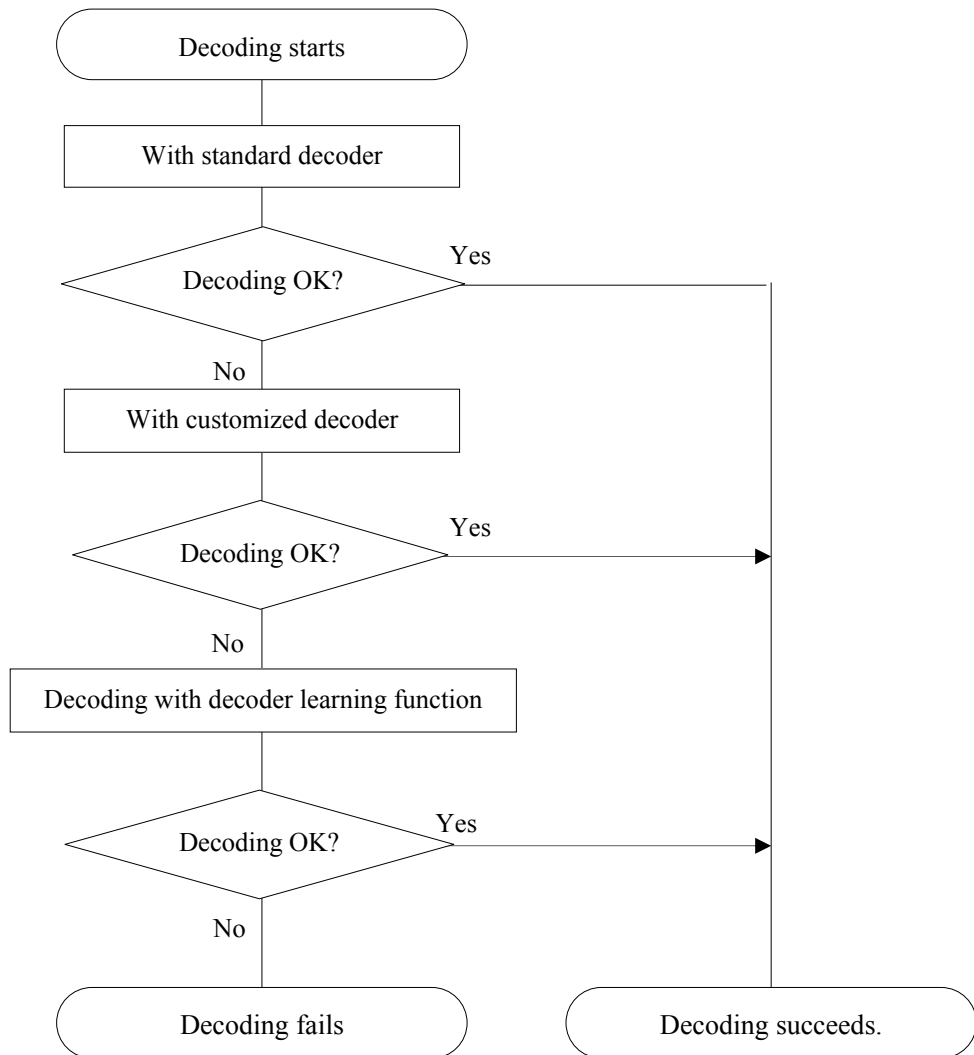 Decoding starts
With standard decoder
Yes
Decoding OK?
No
With customized decoder
Yes
Decoding OK?
No
Decoding with decoder learning function
Yes
Decoding OK?
No
Decoding fails
Decoding succeeds.